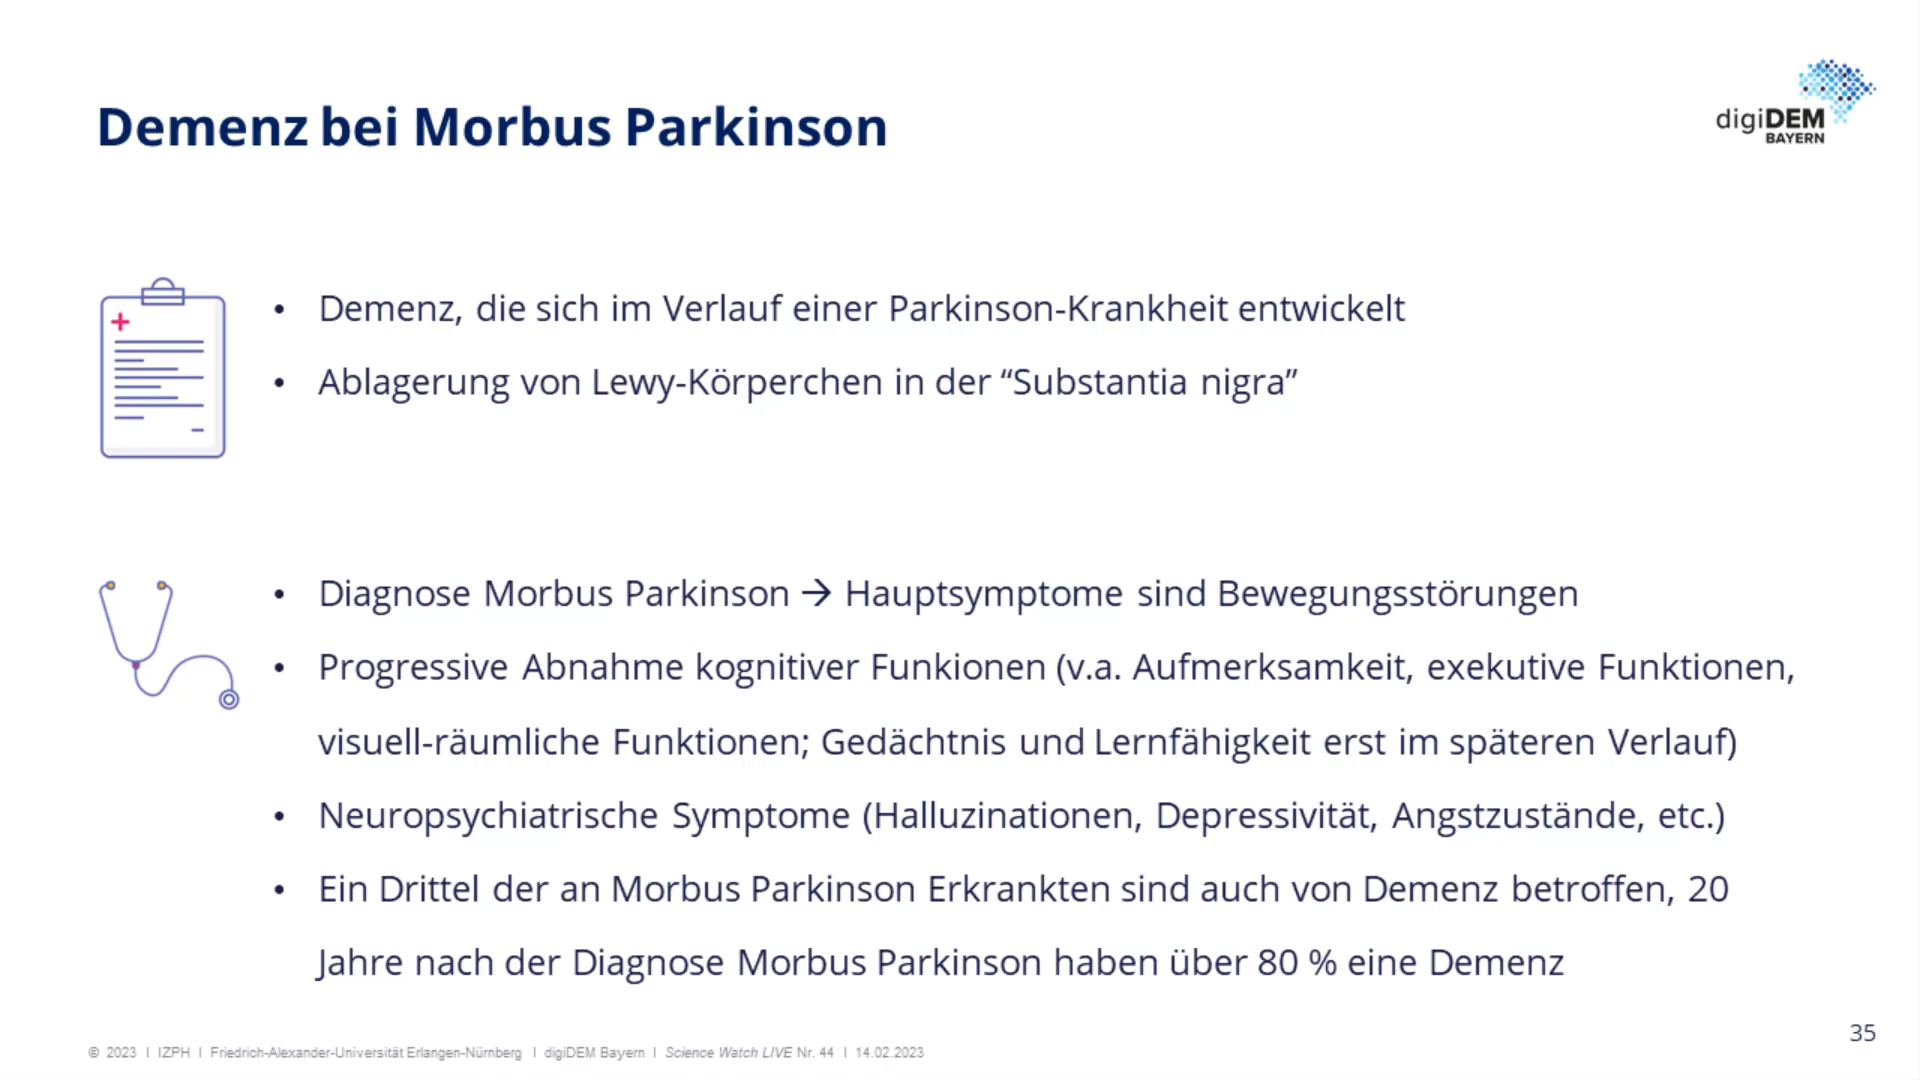 Demenz bei Morbus Parkinson
digiDEM
BAYERN
• Demenz, die sich im Verlauf einer Parkinson-Krankheit entwickelt
• Ablagerung von Lewy-Körperchen in der “Substantia nigra”
• Diagnose Morbus Parkinson → Hauptsymptome sind Bewegungsstörungen
• Progressive Abnahme kognitiver Funkionen (v.a. Aufmerksamkeit, exekutive Funktionen,
visuell-räumliche Funktionen; Gedächtnis und Lernfähigkeit erst im späteren Verlauf)
• Neuropsychiatrische Symptome (Halluzinationen, Depressivität, Angstzustände, etc.)
• Ein Drittel der an Morbus Parkinson Erkrankten sind auch von Demenz betroffen, 20
Jahre nach der Diagnose Morbus Parkinson haben über 80 % eine Demenz
35
© 2023 I IZPH I Friedrich-Alexander-Universität Erlangen-Nürnberg I digiDEM Bayern I Science Watch LIVE Nr. 44 I 14.02.2023